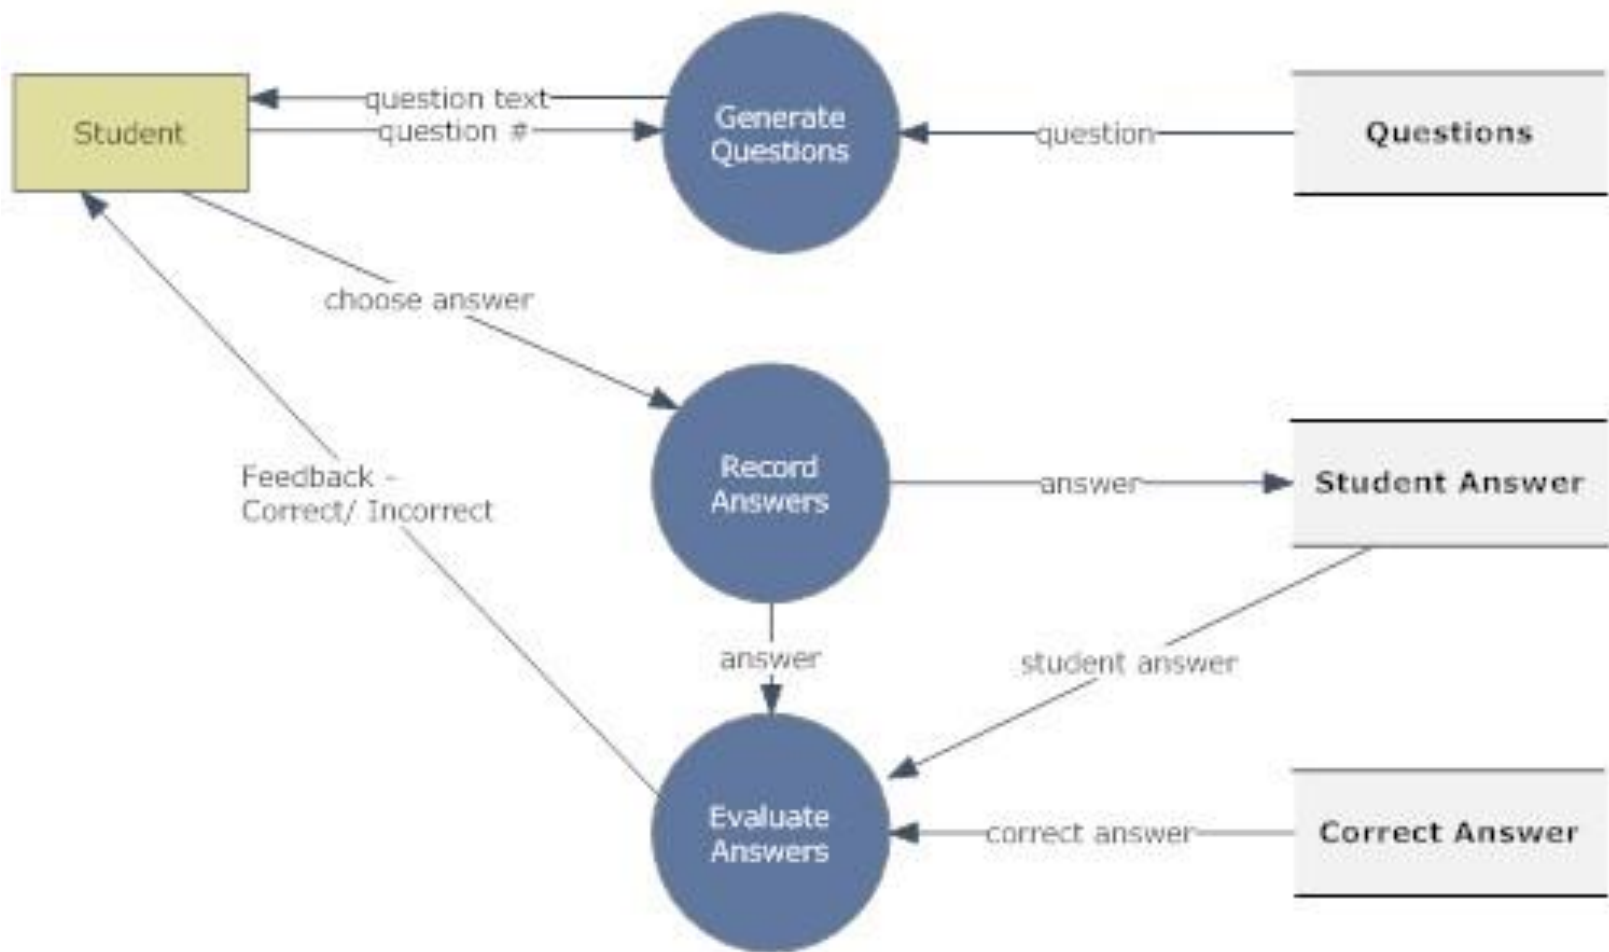 question text
Student
question #
Generate
Questions
question
Questions
choose answer
Feedback -
Correct/ Incorrect
Record
Answers
answer
Student Answer
answer
student answer
Evaluate
Answers
correct answer
Correct Answer